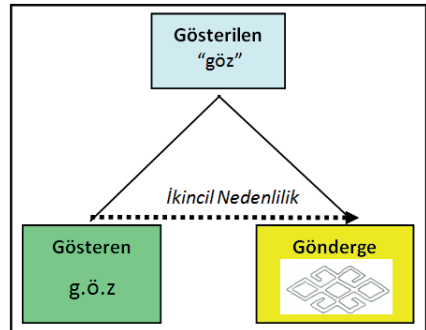 Gösterilen
“göz”
İkincil Nedenlilik
Gösteren
g.ö.z
Gönderge